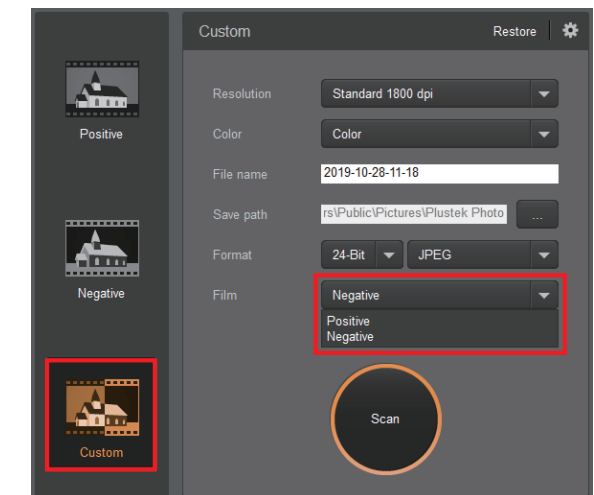 Positive
Negative
Custom
Custom Restore
Resolution Standard 1800 dpi
Color Color
File name 2019-10-28-11-18
Save path rs\Public\Pictures\Plustek Photo ...
Format 24-Bit JPEG
Film Negative
Positive
Negative
Scan